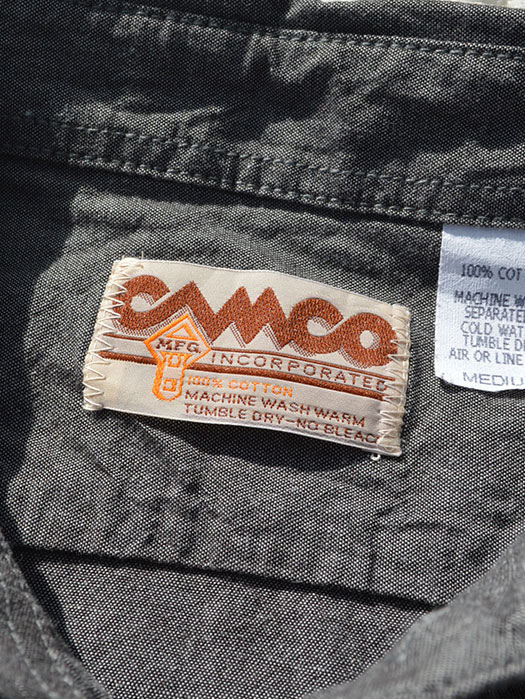 CAMCO
MFG
INCORPORATED
100% COTTON
MACHINE WASH WARM
TUMBLE DRY-NO BLEAC
100% COT
MACHINE W
SEPARATE
COLD WAT
TUMBLE D
AIR OR LINE
MEDIU